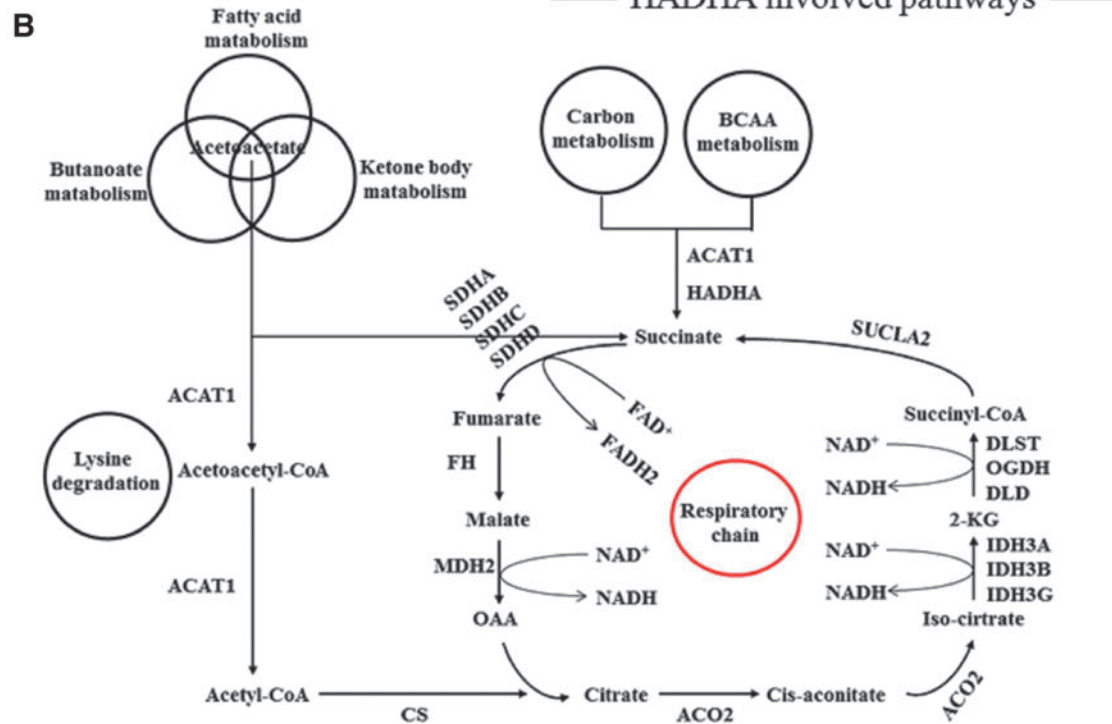 HADHA involved pathways
B
Fatty acid
matabolism
Acetoacetate
Butanoate
matabolism
Ketone body
matabolism
Carbon
metabolism
BCAA
metabolism
ACAT1
HADHA
SDHA
SDHB
SDHC
SDHD
Succinate
SUCLA2
ACAT1
Fumarate
FAD+
FADH2
Succinyl-CoA
Lysine
degradation
Acetoacetyl-CoA
FH
NAD+
NADH
DLST
OGDH
DLD
Respiratory
chain
Malate
2-KG
MDH2
NAD+
NADH
NAD+
NADH
IDH3A
IDH3B
IDH3G
ACAT1
OAA
Iso-cirtrate
Acetyl-CoA
CS
Citrate
ACO2
Cis-aconitate
ACO2